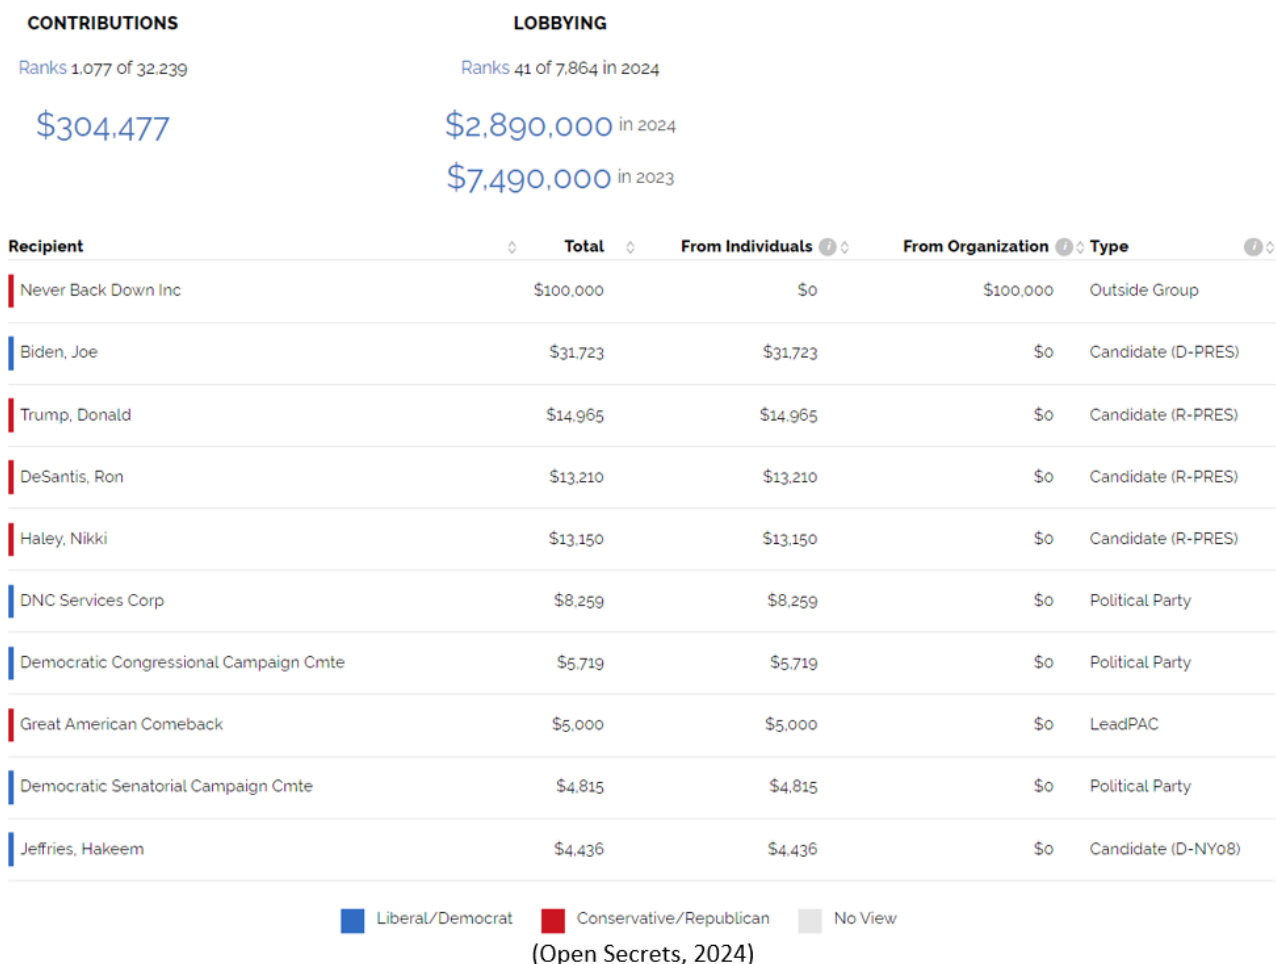 CONTRIBUTIONS LOBBYING
Ranks 1,077 of 32,239 Ranks 41 of 7,864 in 2024
$304,477 $2,890,000 in 2024
$7,490,000 in 2023
Recipient Total From Individuals i From Organization i Type i
Never Back Down Inc $100,000 $0 $100,000 Outside Group
Biden, Joe $31,723 $31,723 $0 Candidate (D-PRES)
Trump, Donald $14,965 $14,965 $0 Candidate (R-PRES)
DeSantis, Ron $13,210 $13,210 $0 Candidate (R-PRES)
Haley, Nikki $13,150 $13,150 $0 Candidate (R-PRES)
DNC Services Corp $8,259 $8,259 $0 Political Party
Democratic Congressional Campaign Cmte $5,719 $5,719 $0 Political Party
Great American Comeback $5,000 $5,000 $0 LeadPAC
Democratic Senatorial Campaign Cmte $4,815 $4,815 $0 Political Party
Jeffries, Hakeem $4,436 $4,436 $0 Candidate (D-NY08)
Liberal/Democrat Conservative/Republican No View
(Open Secrets, 2024)